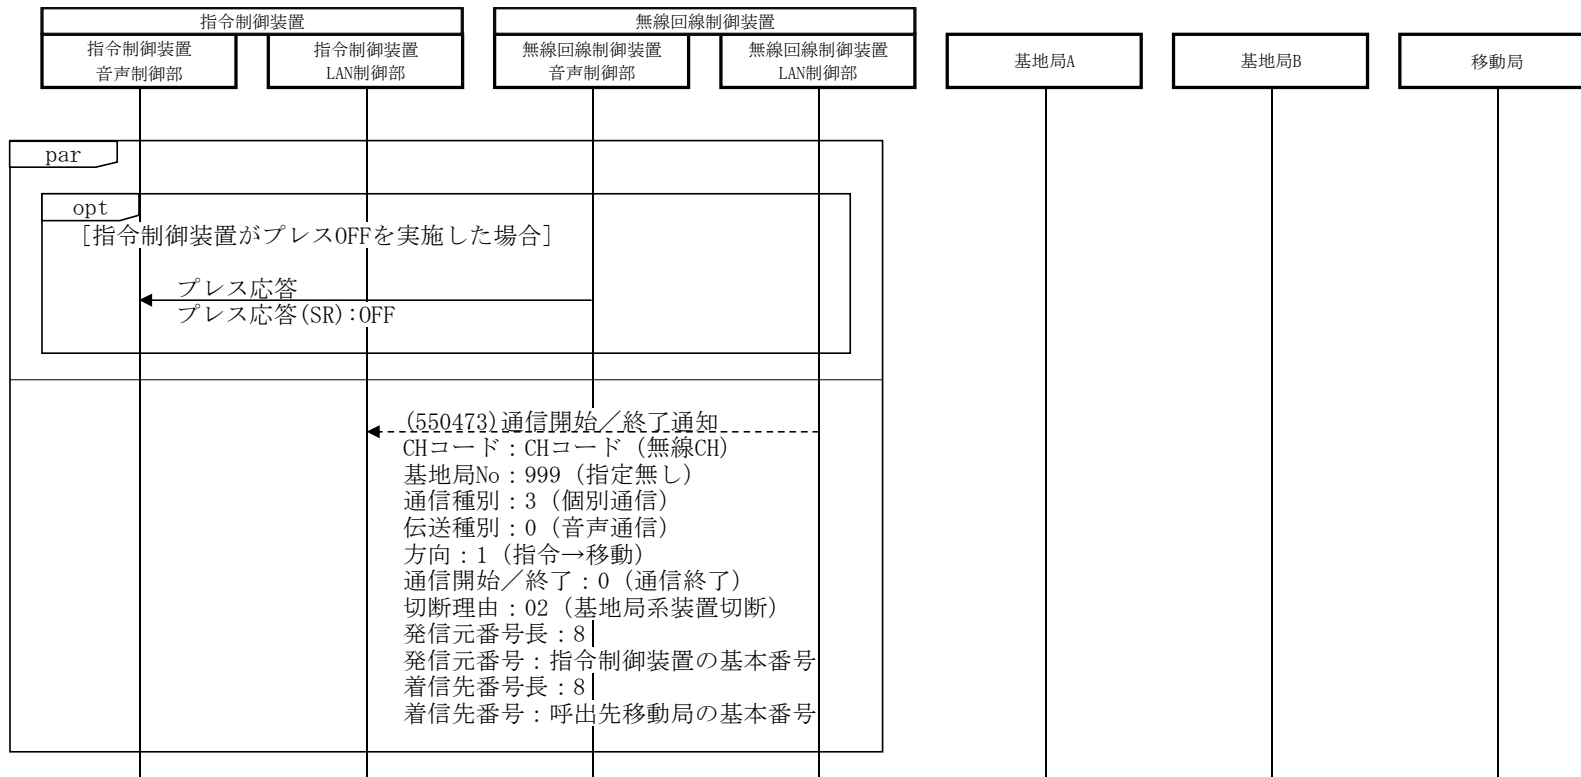 指令制御装置
無線回線制御装置
指令制御装置
音声制御部
指令制御装置
LAN制御部
無線回線制御装置
音声制御部
無線回線制御装置
LAN制御部
基地局A
基地局B
移動局
par
opt
[指令制御装置がプレスOFFを実施した場合]
プレス応答
プレス応答(SR):OFF
(550473)通信開始／終了通知
CHコード：CHコード（無線CH）
基地局No：999（指定無し）
通信種別：3（個別通信）
伝送種別：0（音声通信）
方向：1（指令→移動）
通信開始／終了：0（通信終了）
切断理由：02（基地局系装置切断）
発信元番号長：8
発信元番号：指令制御装置の基本番号
着信先番号長：8
着信先番号：呼出先移動局の基本番号